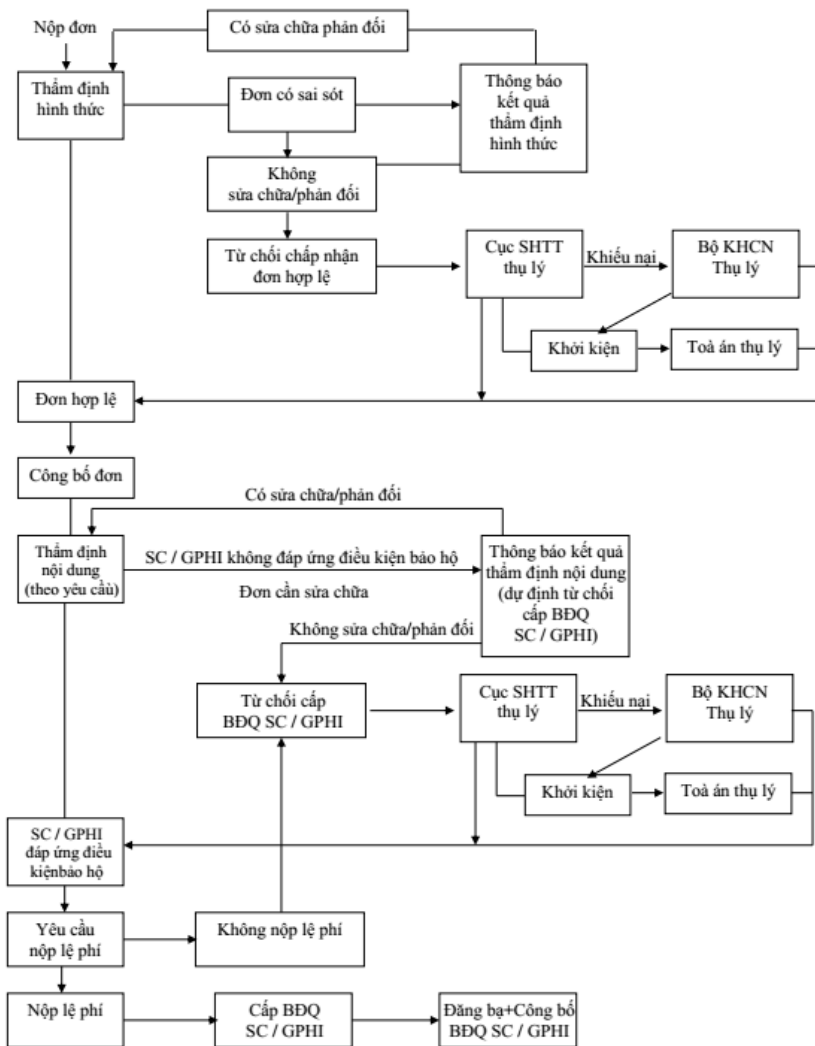 Nộp đơn
Có sửa chữa phản đối
Thẩm định
hình thức
Đơn có sai sót
Thông báo
kết quả
thẩm định
hình thức
Không
sửa chữa/phản đối
Từ chối chấp nhận
đơn hợp lệ
Cục SHTT
thụ lý
Khiếu nại
Bộ KHCN
Thụ lý
Khởi kiện
Toà án thụ lý
Đơn hợp lệ
Công bố đơn
Có sửa chữa/phản đối
Thẩm định
nội dung
(theo yêu cầu)
SC / GPHI không đáp ứng điều kiện bảo hộ
Đơn cần sửa chữa
Thông báo kết quả
thẩm định nội dung
(dự định từ chối
cấp BĐQ
SC / GPHI)
Không sửa chữa/phản đối
Từ chối cấp
BĐQ SC / GPHI
Cục SHTT
thụ lý
Khiếu nại
Bộ KHCN
Thụ lý
Khởi kiện
Toà án thụ lý
SC / GPHI
đáp ứng điều
kiệnbảo hộ
Yêu cầu
nộp lệ phí
Không nộp lệ phí
Nộp lệ phí
Cấp BĐQ
SC / GPHI
Đăng bạ+Công bố
BĐQ SC / GPHI